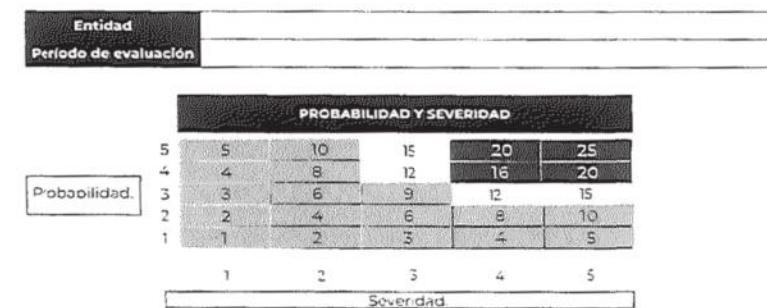 Entidad
Período de evaluación
PROBABILIDAD Y SEVERIDAD
5 5 10 15 20 25
4 4 8 12 16 20
Probabilidad. 3 3 6 9 12 15
2 2 4 6 8 10
1 1 2 3 4 5
1 2 3 4 5
Severidad.